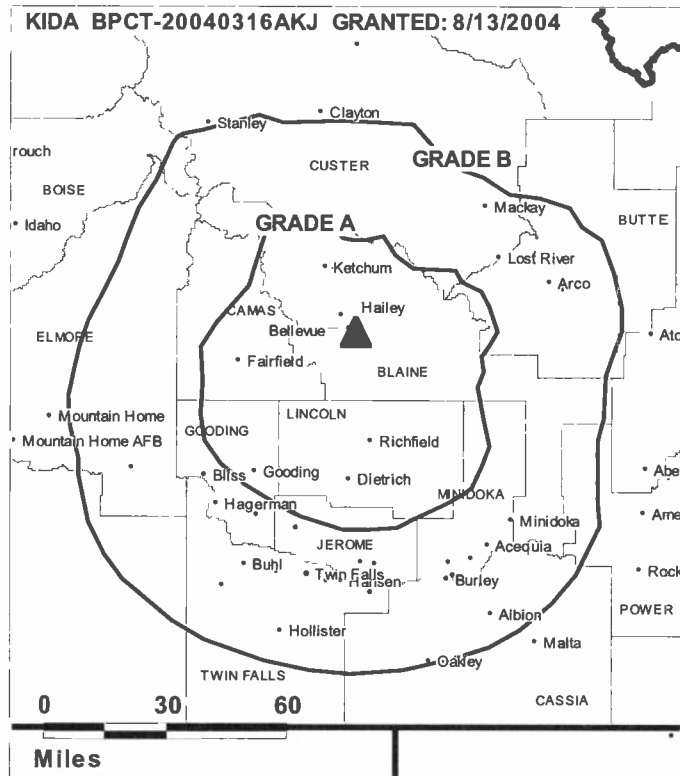 KIDA BPCT-20040316AKJ GRANTED: 8/13/2004
Clayton
Stanley
rouch
CUSTER
GRADE B
BOISE
Mackay
BUTTE
Idaho
GRADE A
Lost River
Ketchum
Arco
CAMAS
Hailey
Bellevue
ELMORE
Atc
Fairfield
BLAINE
LINCOLN
Mountain Home
GOODING
Mountain Home AFB
Richfield
Bliss
Gooding
Dietrich
Abe
MINIDOKA
Hagerman
Minidoka
Ame
JEROME
Acequia
Buhl
Twin Falls
Hansen
Burley
Rock
Albion
POWER
Hollister
Malta
Oakley
TWIN FALLS
CASSIA
0 30 60
Miles